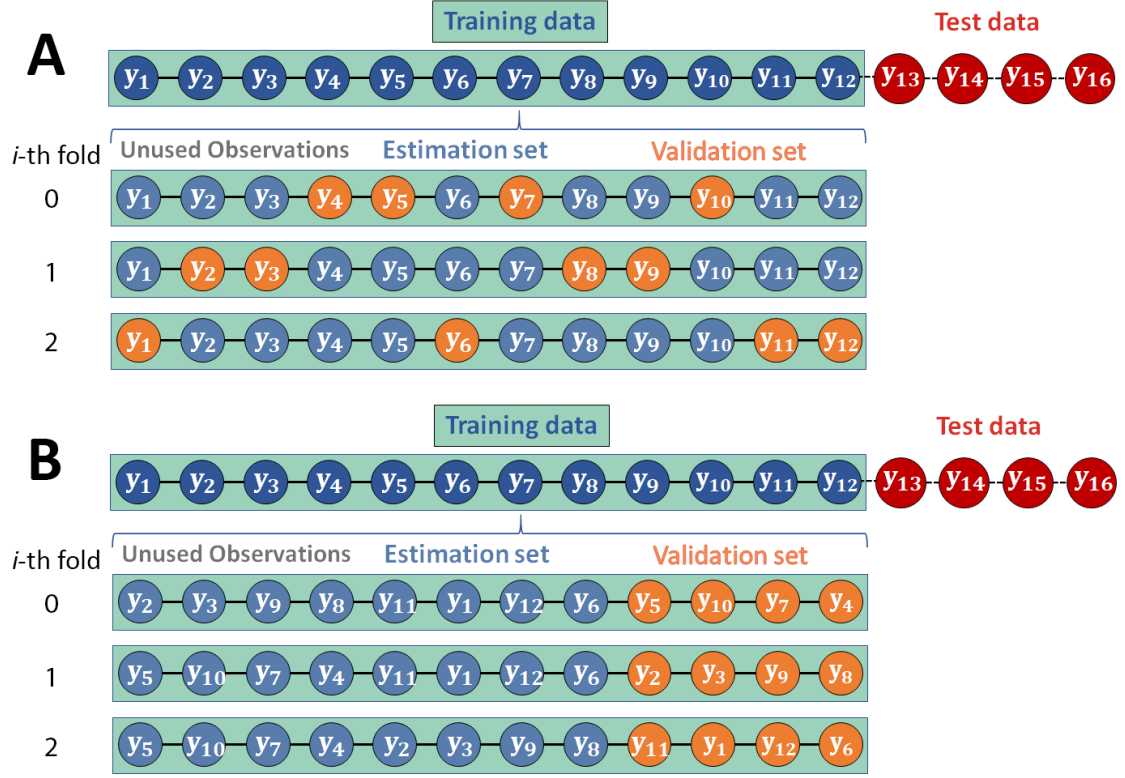 Training data Test data
A
y1 y2 y3 y4 y5 y6 y7 y8 y9 y10 y11 y12 y13 y14 y15 y16
i-th fold Unused Observations Estimation set Validation set
0 y1 y2 y3 y4 y5 y6 y7 y8 y9 y10 y11 y12
1 y1 y2 y3 y4 y5 y6 y7 y8 y9 y10 y11 y12
2 y1 y2 y3 y4 y5 y6 y7 y8 y9 y10 y11 y12
Training data Test data
B
y1 y2 y3 y4 y5 y6 y7 y8 y9 y10 y11 y12 y13 y14 y15 y16
i-th fold Unused Observations Estimation set Validation set
0 y2 y3 y9 y8 y11 y1 y12 y6 y5 y10 y7 y4
1 y5 y10 y7 y4 y11 y1 y12 y6 y2 y3 y9 y8
2 y5 y10 y7 y4 y2 y3 y9 y8 y11 y1 y12 y6